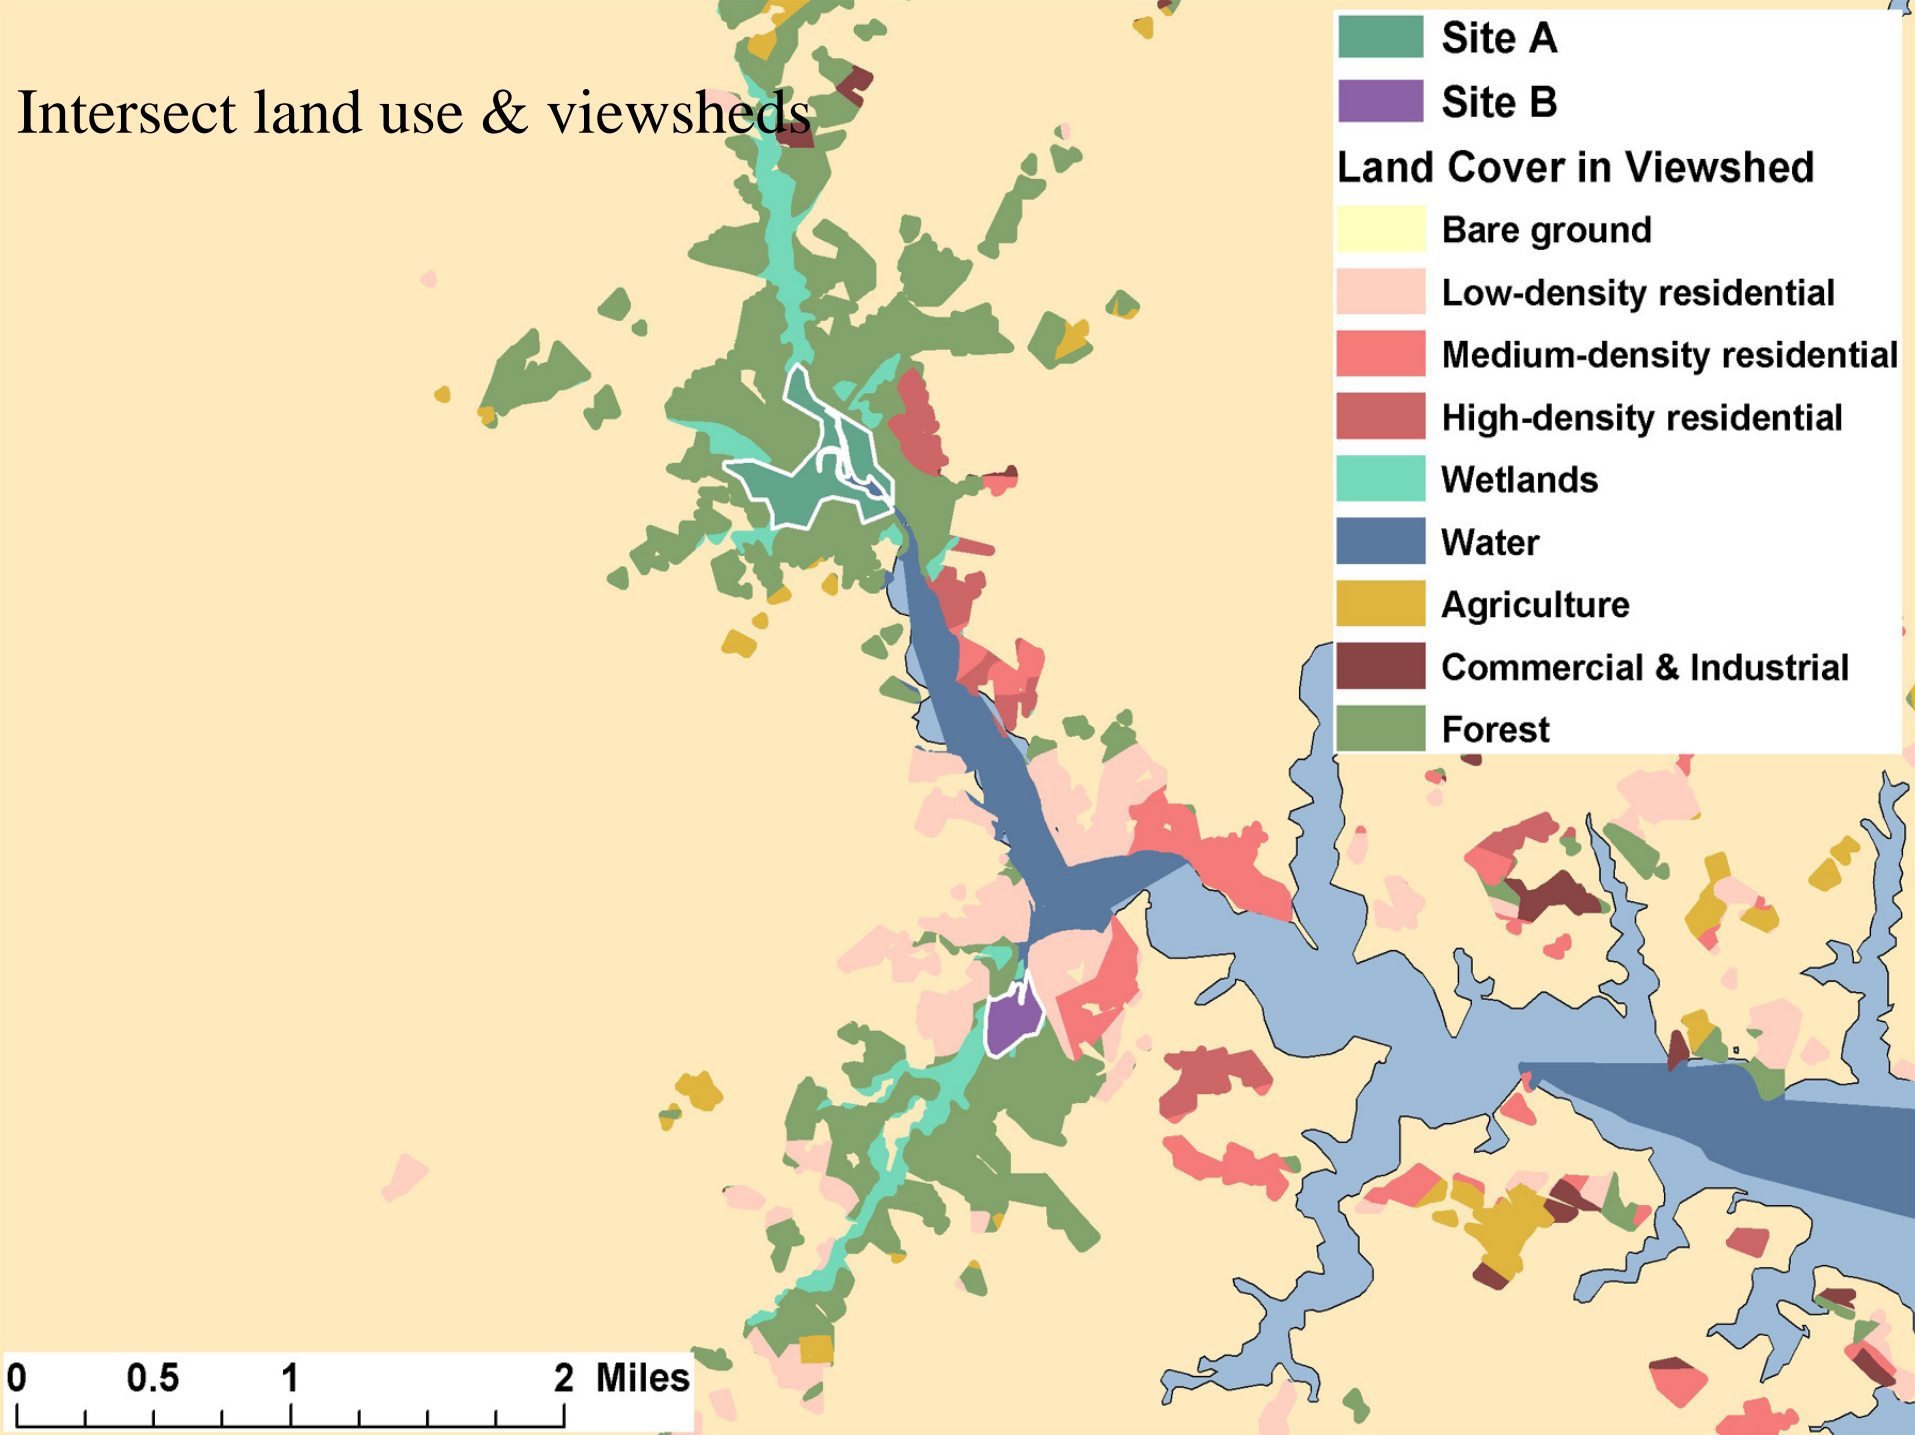 Intersect land use & viewsheds
Site A
Site B
Land Cover in Viewshed
Bare ground
Low-density residential
Medium-density residential
High-density residential
Wetlands
Water
Agriculture
Commercial & Industrial
Forest
0 0.5 1 2 Miles